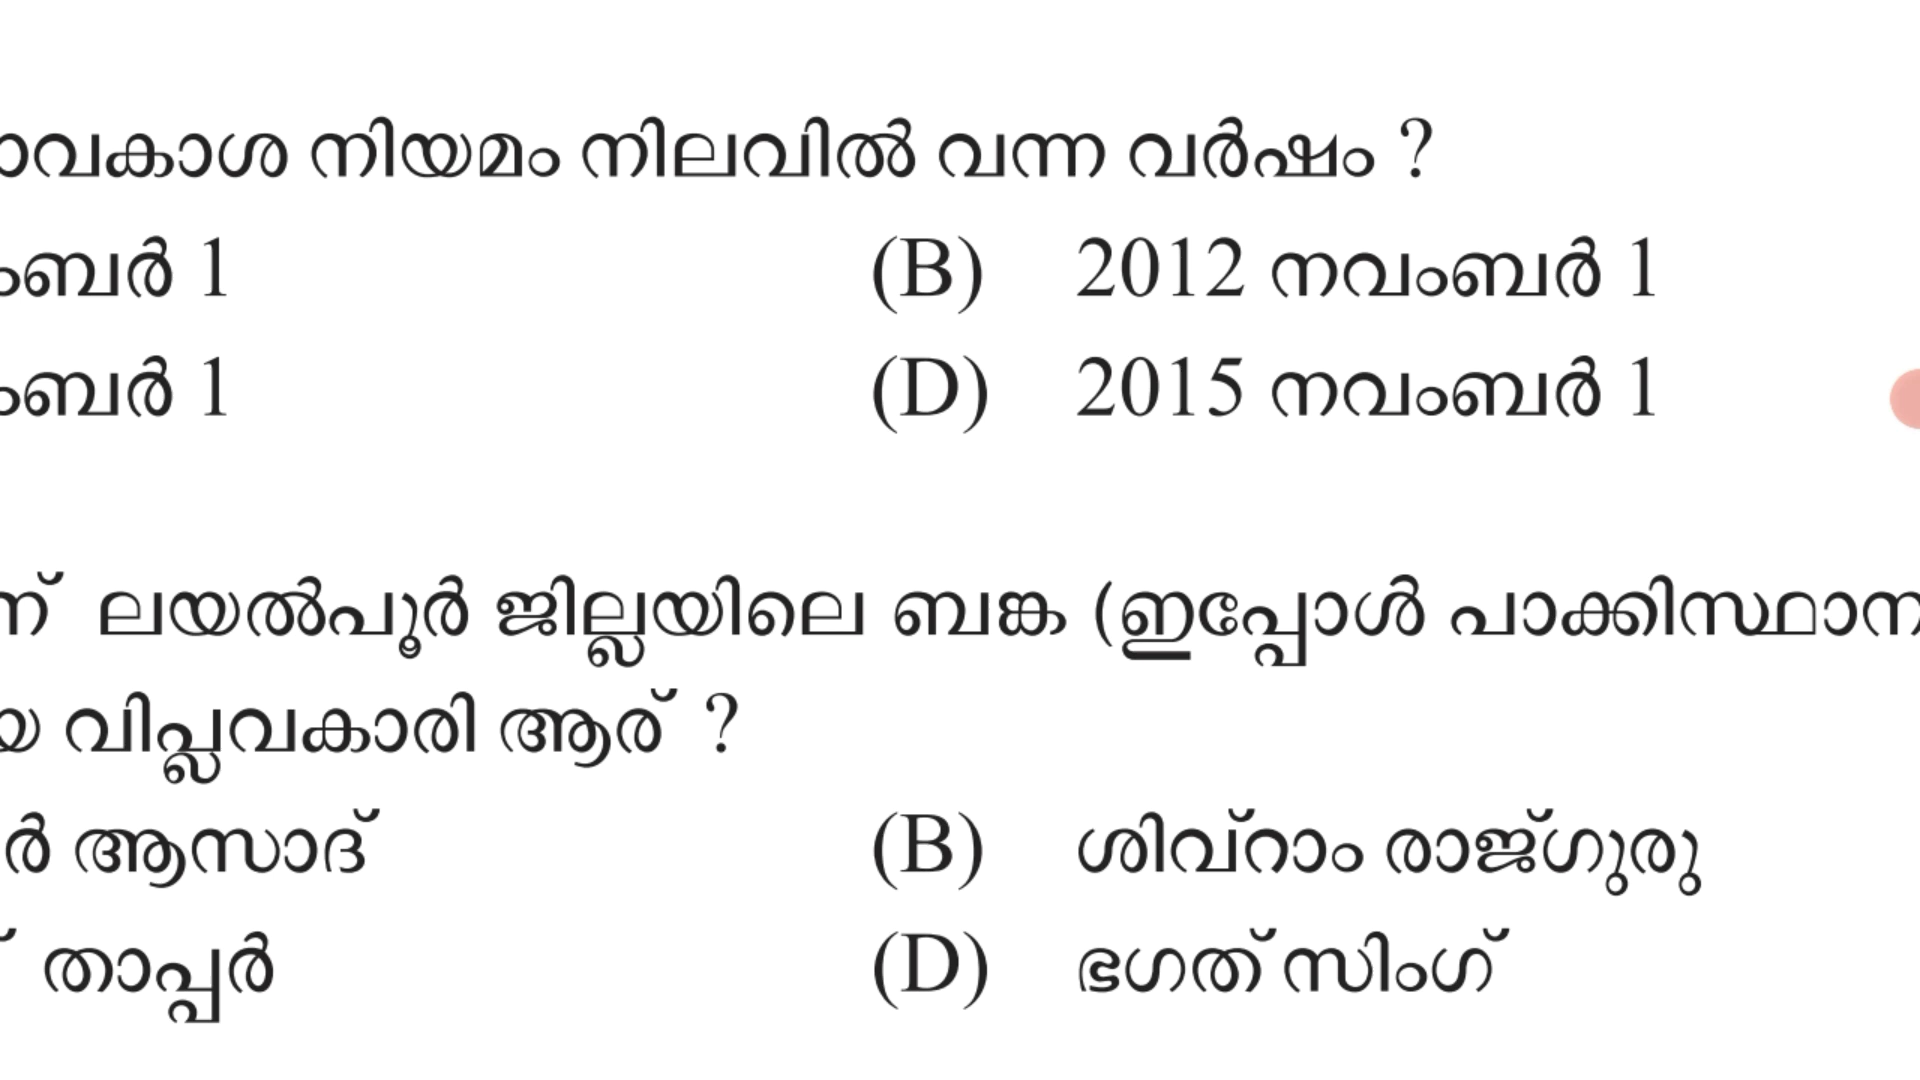 ാവകാശ നിയമം നിലവിൽ വന്ന വർഷം ?
ംബർ 1 (B) 2012 നവംബർ 1
ംബർ 1 (D) 2015 നവംബർ 1
ന് ലയൽപൂർ ജില്ലയിലെ ബങ്ക (ഇപ്പോൾ പാക്കിസ്ഥാന
യ വിപ്ലവകാരി ആര് ?
ർ ആസാദ് (B) ശിവ്റാം രാജ്ഗുരു
താപ്പർ (D) ഭഗത് സിംഗ്